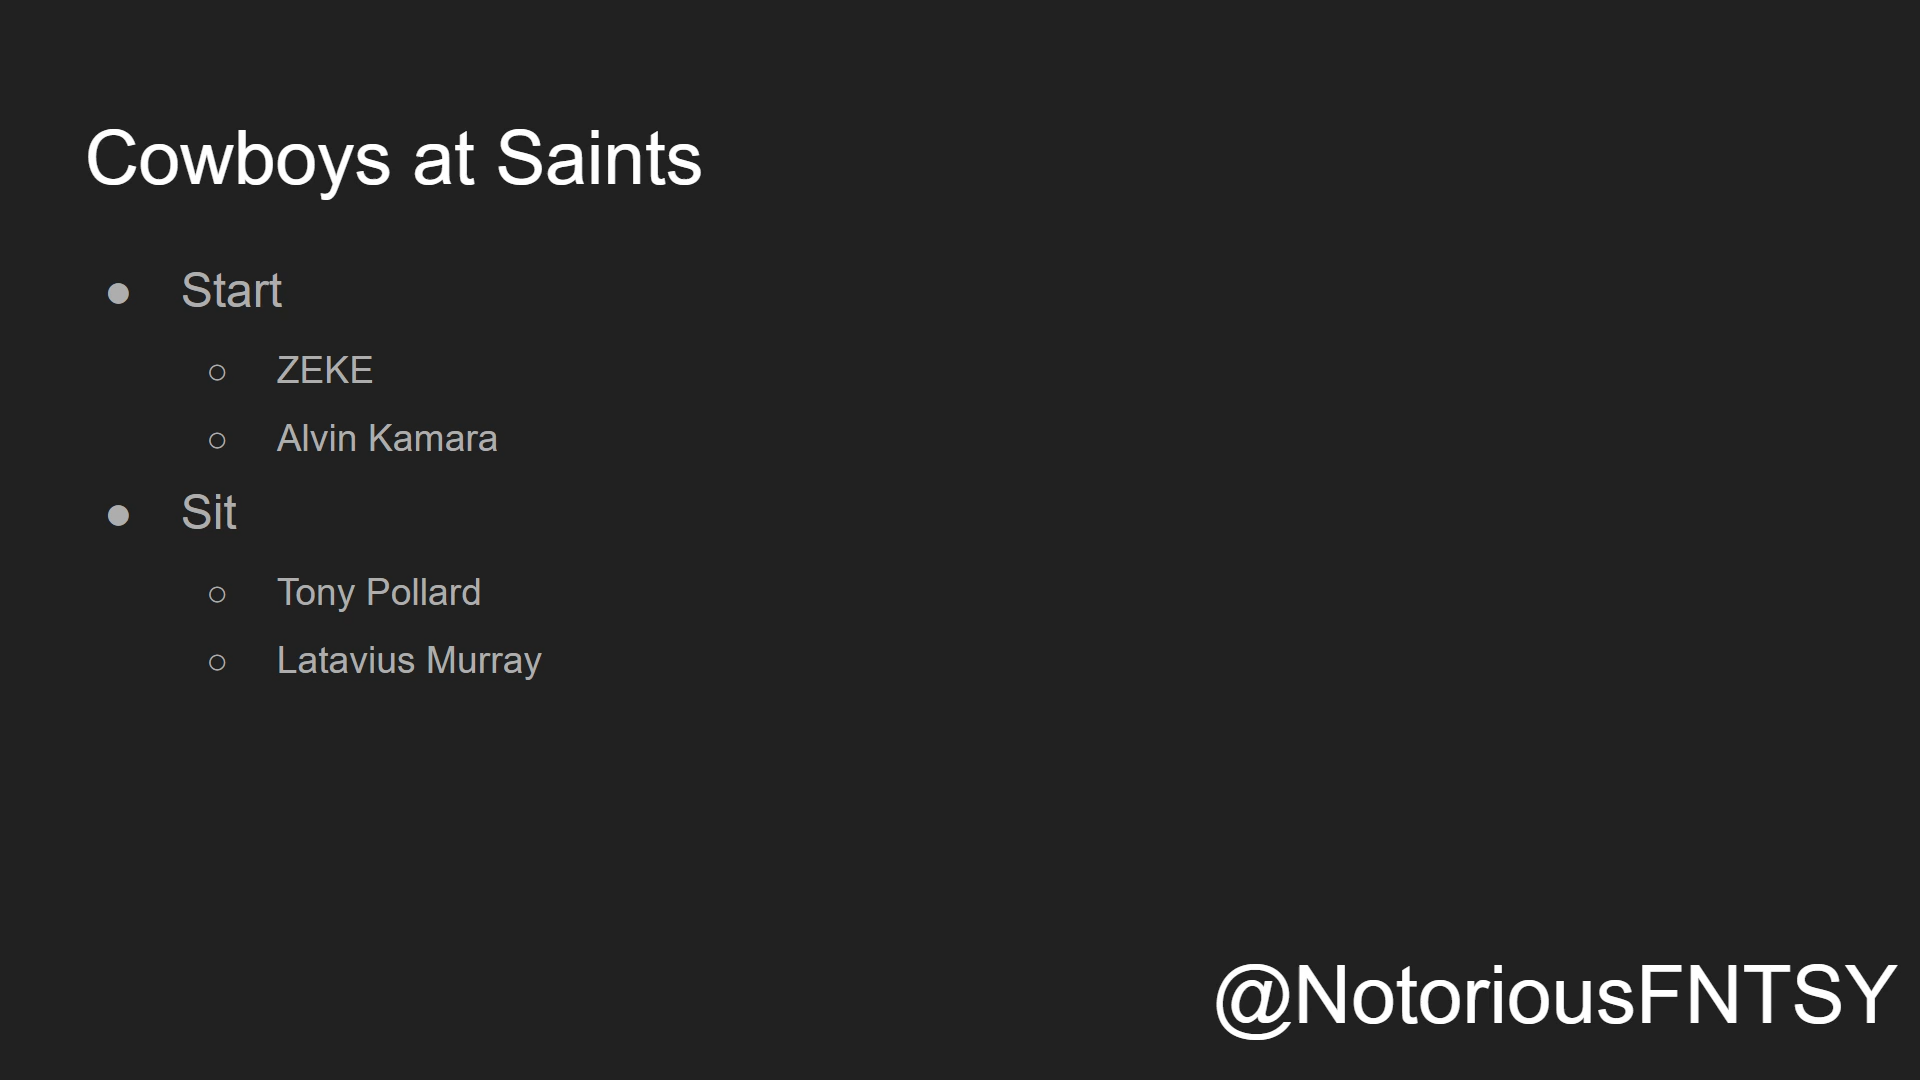 Cowboys at Saints
● Start
○ ZEKE
○ Alvin Kamara
● Sit
○ Tony Pollard
○ Latavius Murray
@NotoriousFNTSY